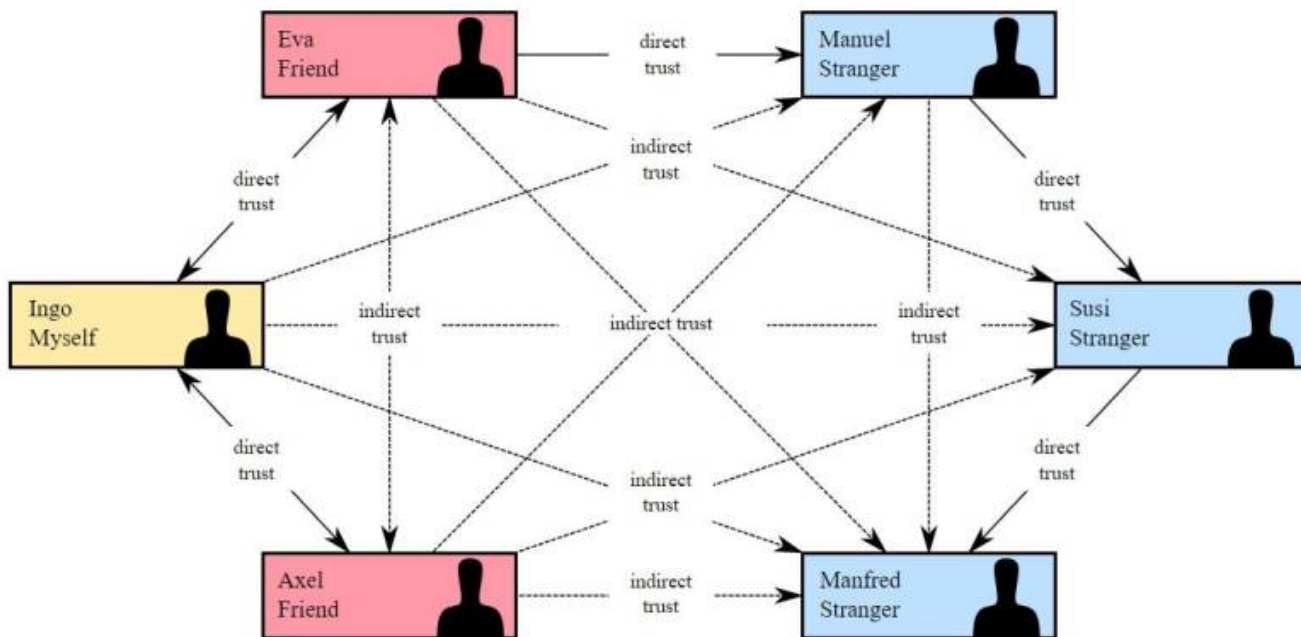 Eva
Friend
direct
trust
Manuel
Stranger
indirect
trust
direct
trust
direct
trust
Ingo
Myself
indirect
trust
indirect trust
indirect
trust
Susi
Stranger
direct
trust
indirect
trust
direct
trust
Axel
Friend
indirect
trust
Manfred
Stranger